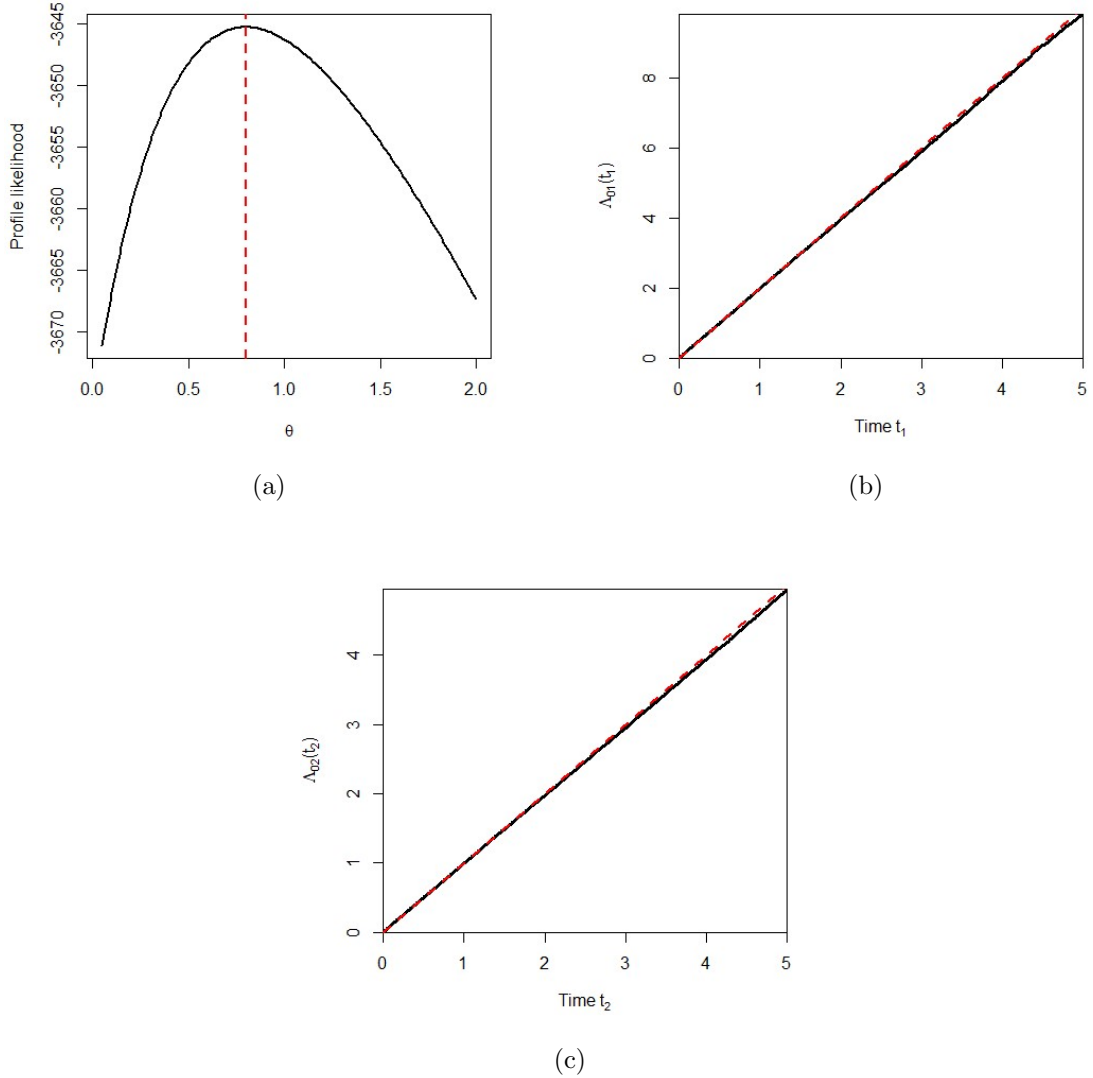 Profile likelihood
-3670 -3665 -3660 -3655 -3650 -3645
0.0 0.5 1.0 1.5 2.0
θ
(a)
Λ01(t1)
0 2 4 6 8
0 1 2 3 4 5
Time t1
(b)
Λ02(t2)
0 1 2 3 4
0 1 2 3 4 5
Time t2
(c)